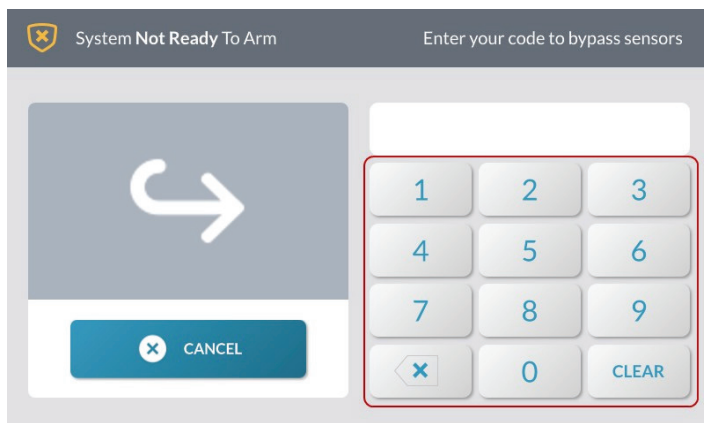 System Not Ready To Arm
Enter your code to bypass sensors
1 2 3
4 5 6
7 8 9
0 CLEAR
CANCEL